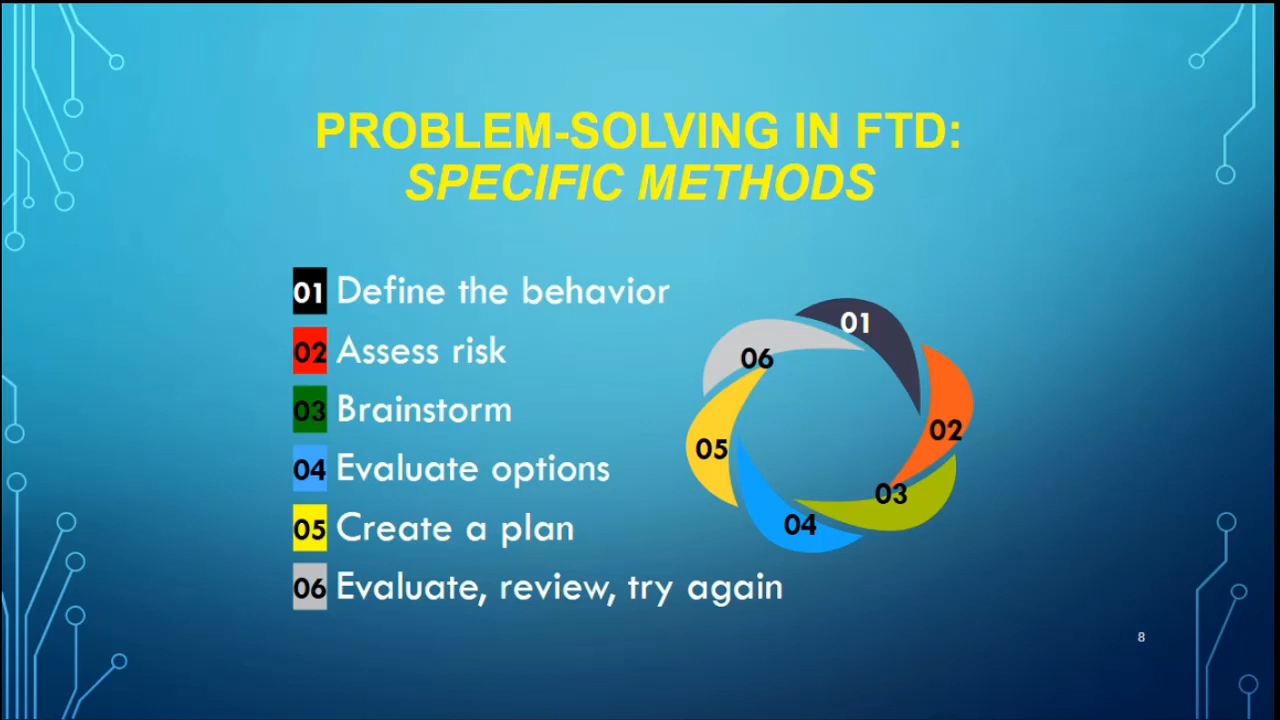 PROBLEM-SOLVING IN FTD:
SPECIFIC METHODS
01 Define the behavior
02 Assess risk
03 Brainstorm
04 Evaluate options
05 Create a plan
06 Evaluate, review, try again
01
02
03
04
05
06
8